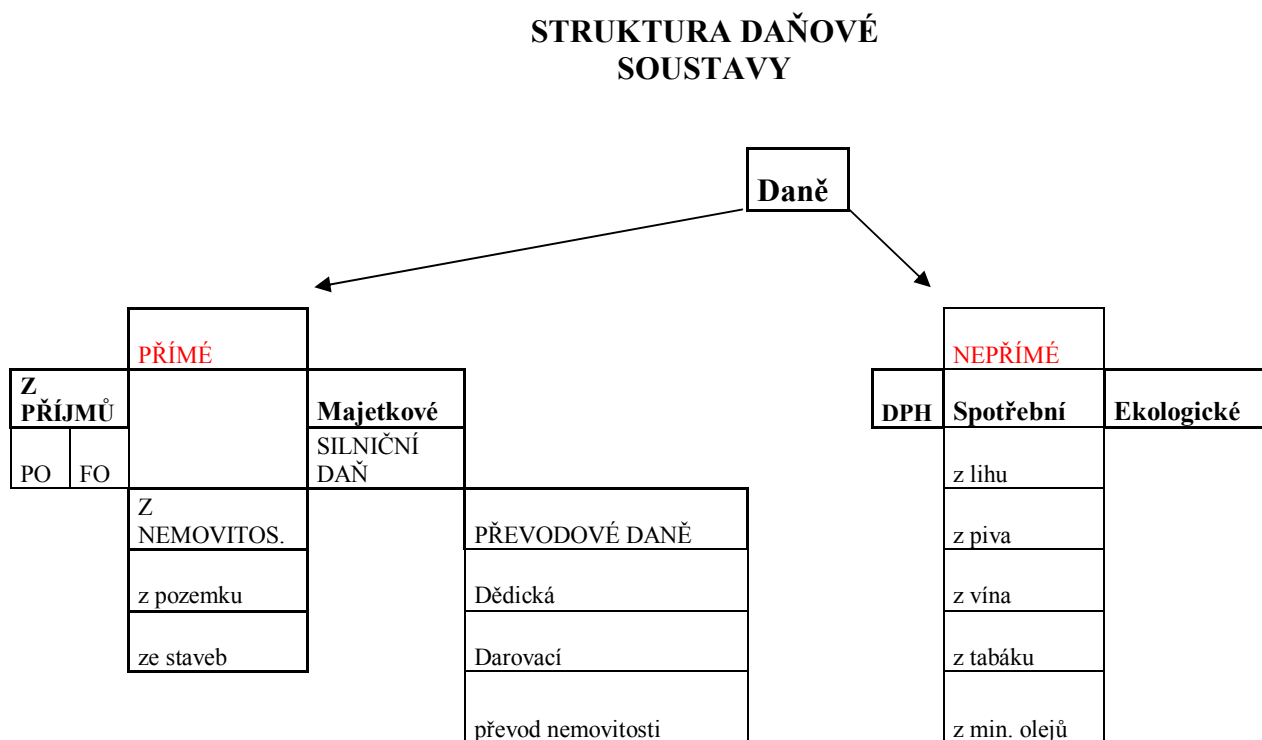 STRUKTURA DAŇOVÉ
SOUSTAVY
Daně
PŘÍMÉ
NEPŘÍMÉ
Z
PŘÍJMŮ
Majetkové
DPH
Spotřební
Ekologické
PO
FO
SILNIČNÍ
DAŇ
z lihu
Z
NEMOVITOS.
PŘEVODOVÉ DANĚ
z piva
z pozemku
Dědická
z vína
ze staveb
Darovací
z tabáku
převod nemovitosti
z min. olejů